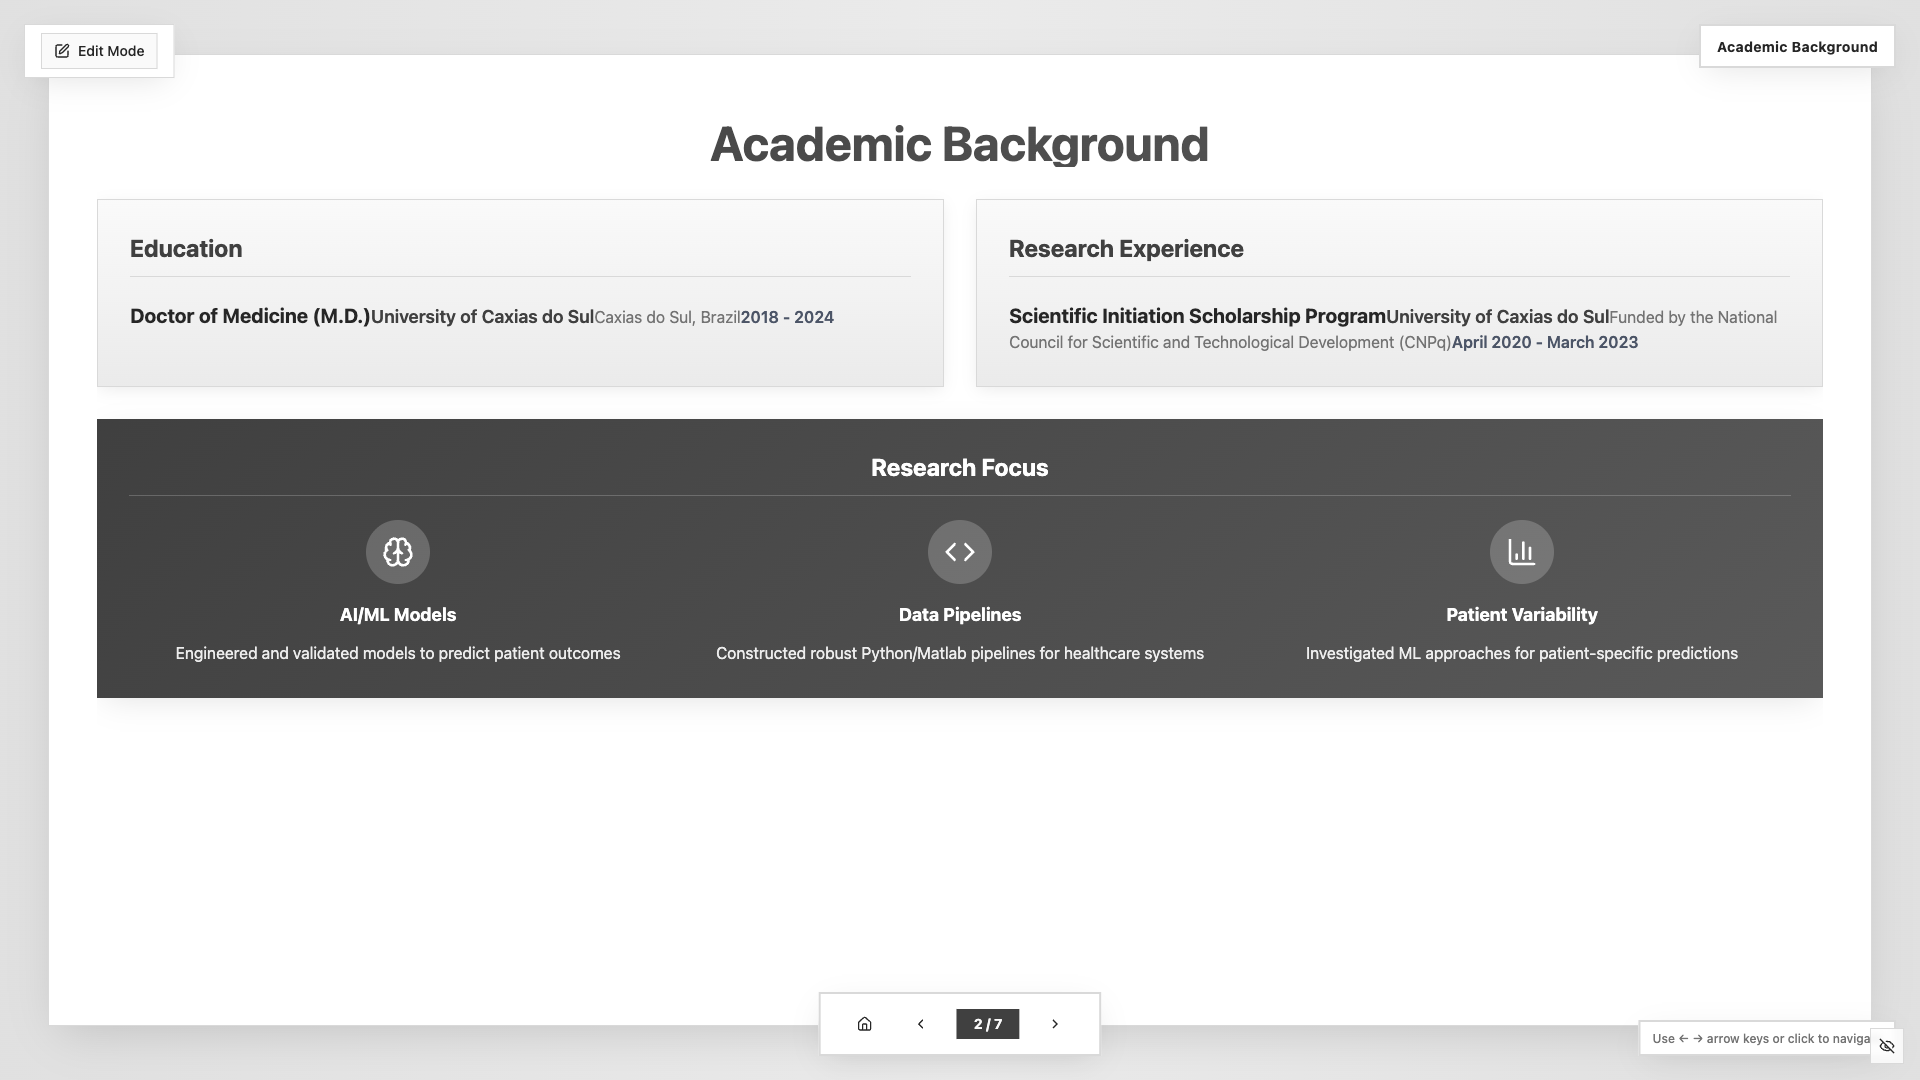 Edit Mode
Academic Background
Academic Background
Education
Doctor of Medicine (M.D.)University of Caxias do SulCaxias do Sul, Brazil2018 - 2024
Research Experience
Scientific Initiation Scholarship ProgramUniversity of Caxias do SulFunded by the National
Council for Scientific and Technological Development (CNPq)April 2020 - March 2023
Research Focus
AI/ML Models
Engineered and validated models to predict patient outcomes
Data Pipelines
Constructed robust Python/Matlab pipelines for healthcare systems
Patient Variability
Investigated ML approaches for patient-specific predictions
2 / 7
Use ← → arrow keys or click to naviga